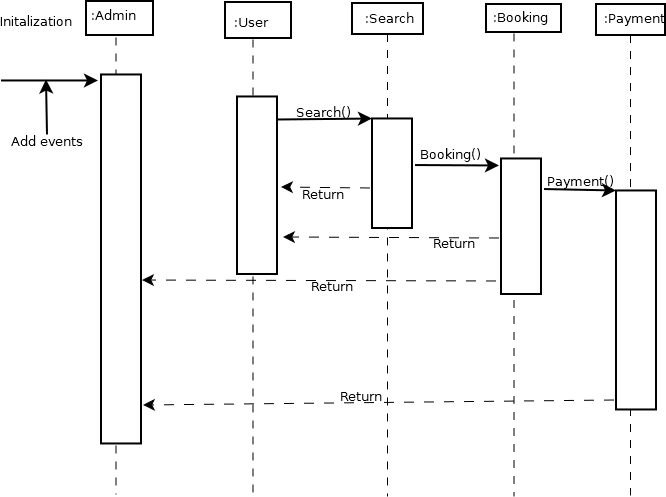 Initalization
:Admin
:User
:Search
:Booking
:Payment
Add events
Search()
Booking()
Payment()
Return
Return
Return
Return